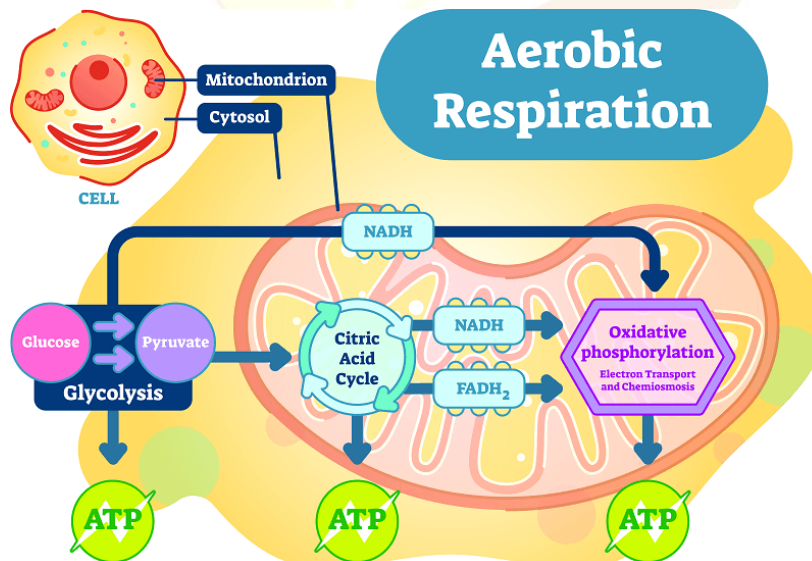 Aerobic
Respiration
Mitochondrion
Cytosol
CELL
NADH
Glucose
Pyruvate
Glycolysis
Citric
Acid
Cycle
NADH
FADH₂
Oxidative
phosphorylation
Electron Transport
and Chemiosmosis
ATP
ATP
ATP